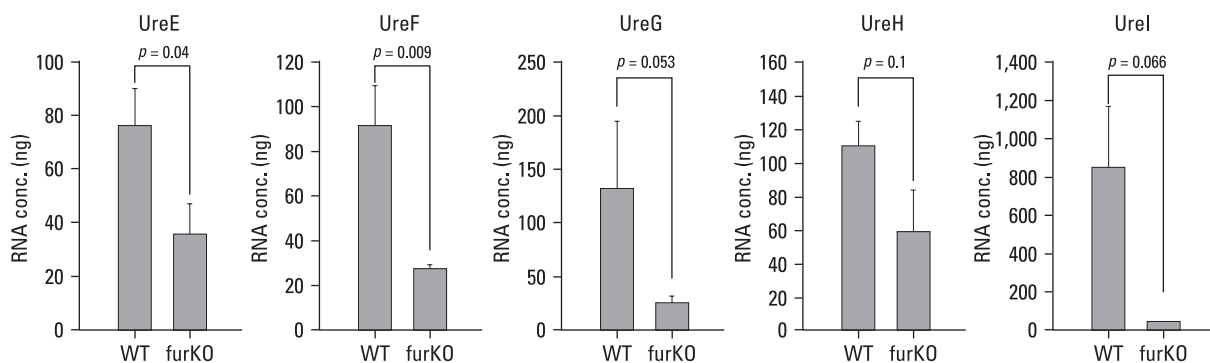 UreE
p = 0.04
RNA conc. (ng)
100
80
60
40
20
0
WT furKO
UreF
p = 0.009
RNA conc. (ng)
120
100
80
60
40
20
0
WT furKO
UreG
p = 0.053
RNA conc. (ng)
250
200
150
100
50
0
WT furKO
UreH
p = 0.1
RNA conc. (ng)
160
140
120
100
80
60
40
20
0
WT furKO
UreI
p = 0.066
RNA conc. (ng)
1,400
1,200
1,000
800
600
400
200
0
WT furKO